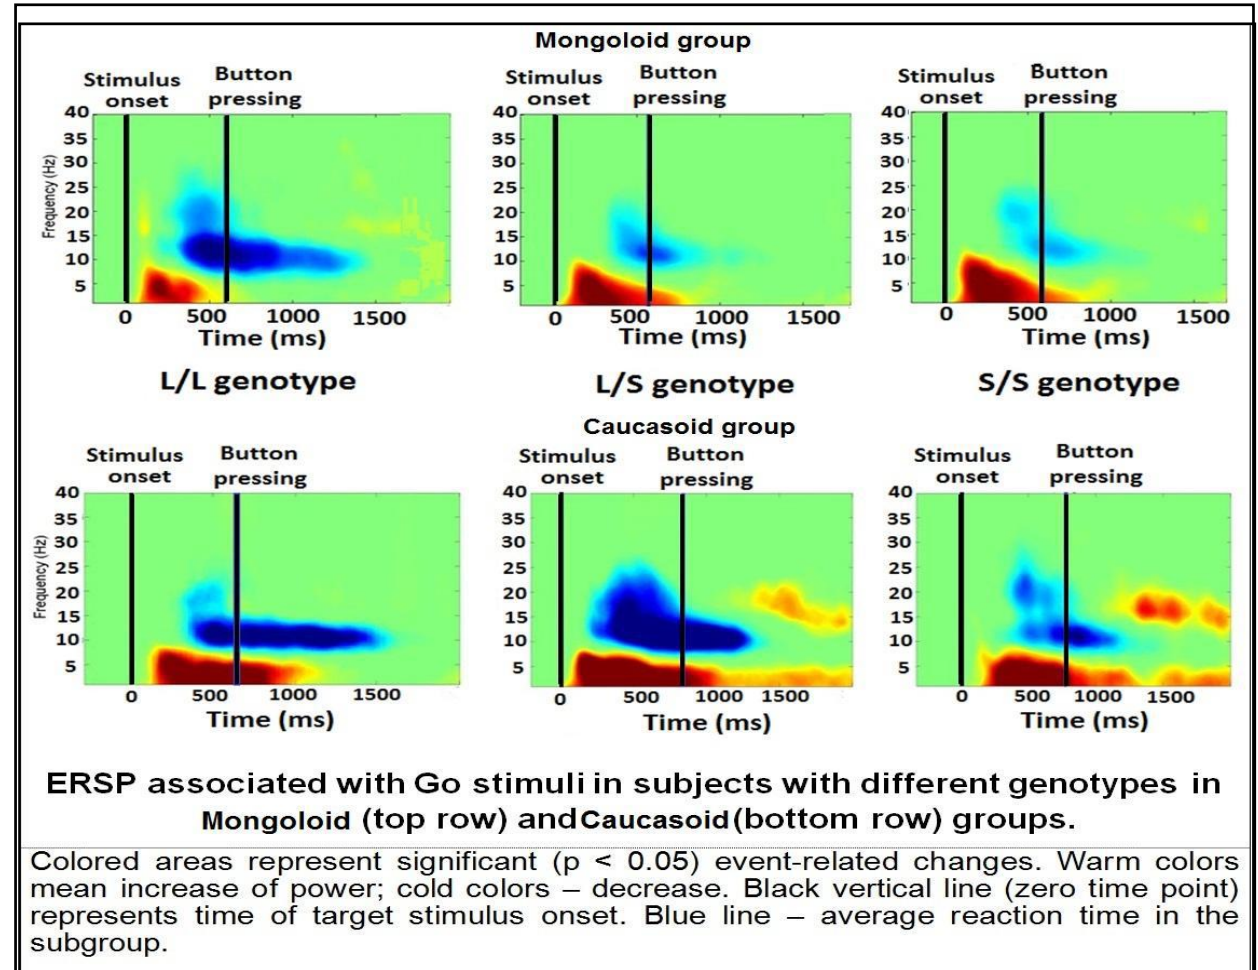 Mongoloid group
Stimulus onset
Button pressing
Stimulus onset
Button pressing
Stimulus onset
Button pressing
40
35
30
25
20
15
10
5
Frequency (Hz)
0 500 1000 1500
Time (ms)
40
35
30
25
20
15
10
5
0 500 1000 1500
Time (ms)
40
35
30
25
20
15
10
5
0 500 1000 1500
Time (ms)
L/L genotype
L/S genotype
S/S genotype
Caucasoid group
Stimulus onset
Button pressing
Stimulus onset
Button pressing
Stimulus onset
Button pressing
40
35
30
25
20
15
10
5
Frequency (Hz)
0 500 1000 1500
Time (ms)
40
35
30
25
20
15
10
5
0 500 1000 1500
Time (ms)
40
35
30
25
20
15
10
5
0 500 1000 1500
Time (ms)
ERSP associated with Go stimuli in subjects with different genotypes in
Mongoloid (top row) and Caucasoid (bottom row) groups.
Colored areas represent significant (p < 0.05) event-related changes. Warm colors
mean increase of power; cold colors – decrease. Black vertical line (zero time point)
represents time of target stimulus onset. Blue line – average reaction time in the
subgroup.